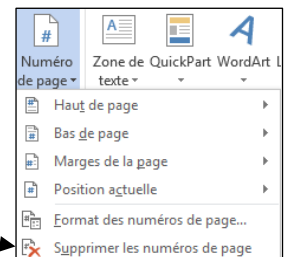 Numéro de page
Zone de texte
QuickPart
WordArt
L
Haut de page
Bas de page
Marges de la page
Position actuelle
Format des numéros de page...
Supprimer les numéros de page